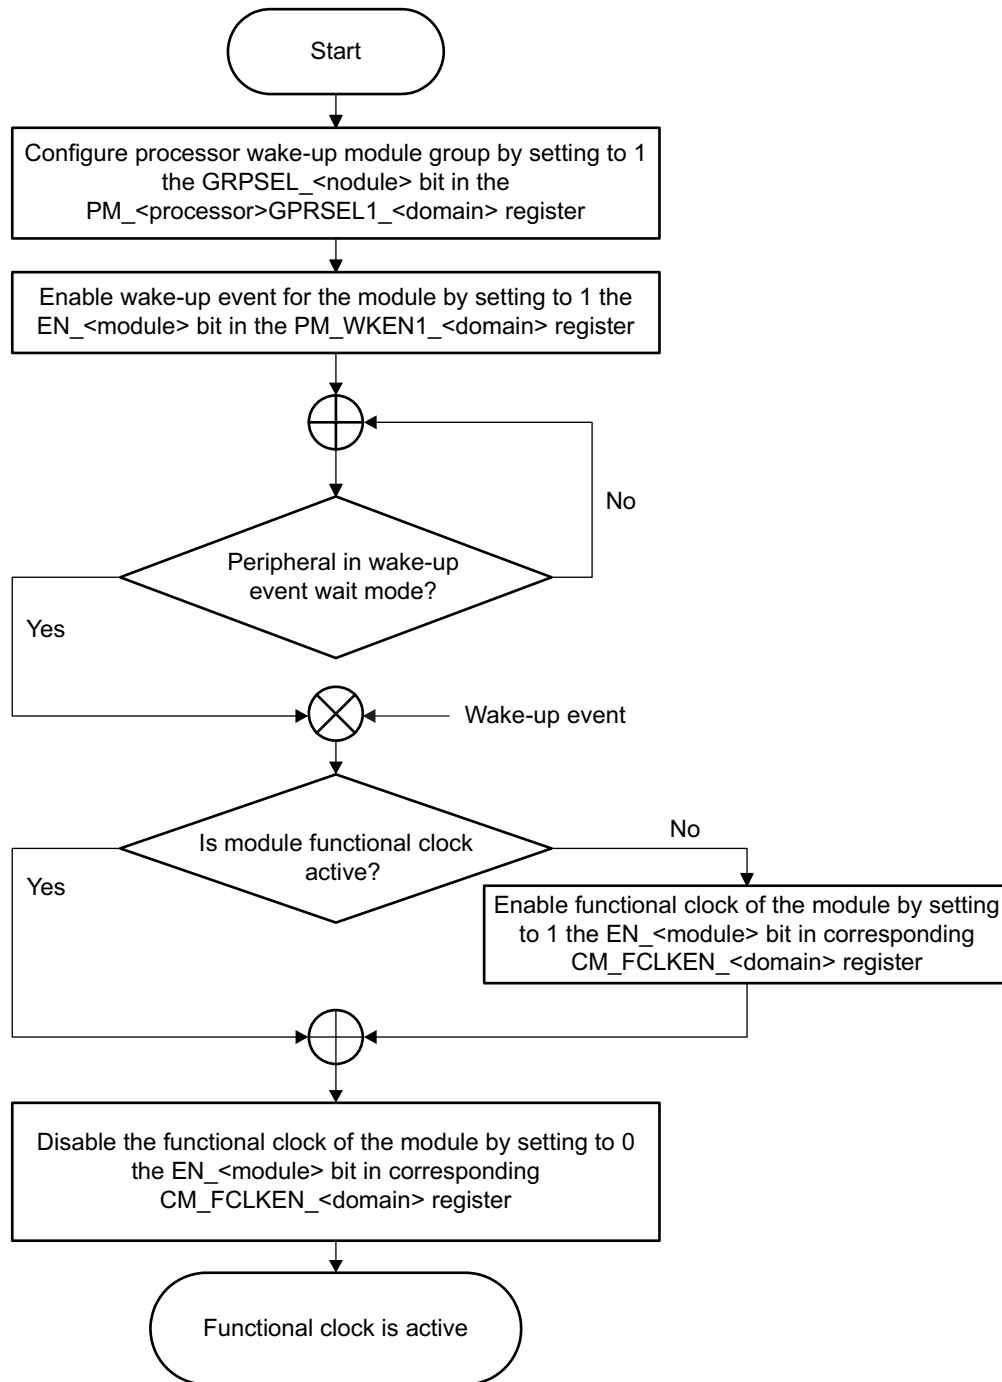 Start
Configure processor wake-up module group by setting to 1
the GRPSEL_<nodule> bit in the
PM_<processor>GPRSEL1_<domain> register
Enable wake-up event for the module by setting to 1 the
EN_<module> bit in the PM_WKEN1_<domain> register
No
Peripheral in wake-up
event wait mode?
Yes
Wake-up event
Is module functional clock
active?
No
Yes
Enable functional clock of the module by setting
to 1 the EN_<module> bit in corresponding
CM_FCLKEN_<domain> register
Disable the functional clock of the module by setting to 0
the EN_<module> bit in corresponding
CM_FCLKEN_<domain> register
Functional clock is active